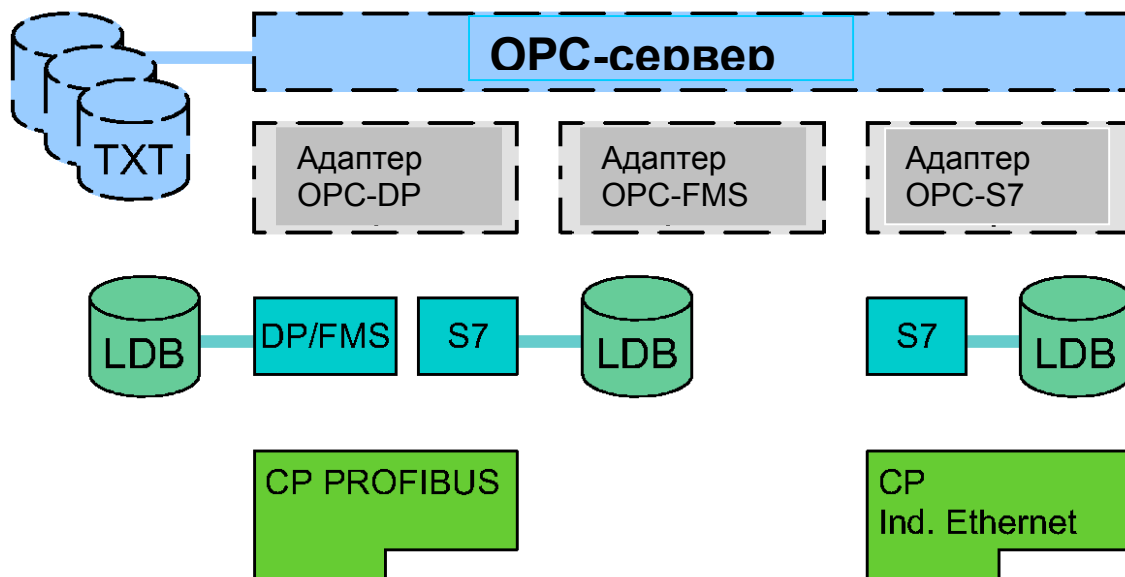 OPC-сервер
TXT
Адаптер
OPC-DP
Адаптер
OPC-FMS
Адаптер
OPC-S7
LDB
DP/FMS
S7
LDB
S7
LDB
CP PROFIBUS
CP
Ind. Ethernet